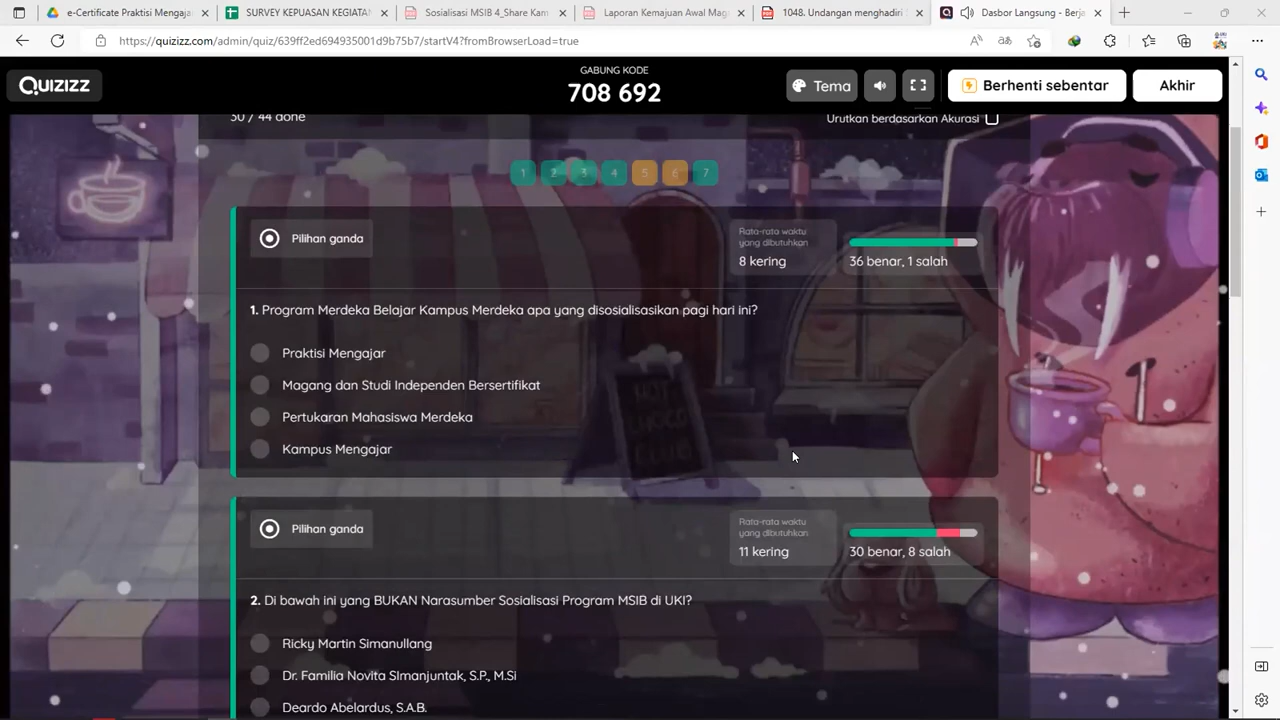 e-Certificate Praktisi Mengaja
SURVEY KEPUASAN KEGIATAN
Sosialisasi MSIB _ Share Kam
Laporan Kemajuan Awal Mag
1048. Undangan menghadiri
Dasbor Langsung - Berja
https://quizizz.com/admin/quiz/639ff2ed694935001d9b75b7/startV4?fromBrowserLoad=true
Quizizz
GABUNG KODE
708 692
Tema
Berhenti sebentar
Akhir
30 / 44 done
Urutkan berdasarkan Akurasi
1 2 3 4 5 6 7
Pilihan ganda
Rata-rata waktu
yang dibutuhkan
8 kering
36 benar, 1 salah
1. Program Merdeka Belajar Kampus Merdeka apa yang disosialisasikan pagi hari ini?
Praktisi Mengajar
Magang dan Studi Independen Bersertifikat
Pertukaran Mahasiswa Merdeka
Kampus Mengajar
HOT
CHOCO
CLUB
Pilihan ganda
Rata-rata waktu
yang dibutuhkan
11 kering
30 benar, 8 salah
2. Di bawah ini yang BUKAN Narasumber Sosialisasi Program MSIB di UKI?
Ricky Martin Simanullang
Dr. Familia Novita SImanjuntak, S.P., M.Si
Deardo Abelardus, S.A.B.